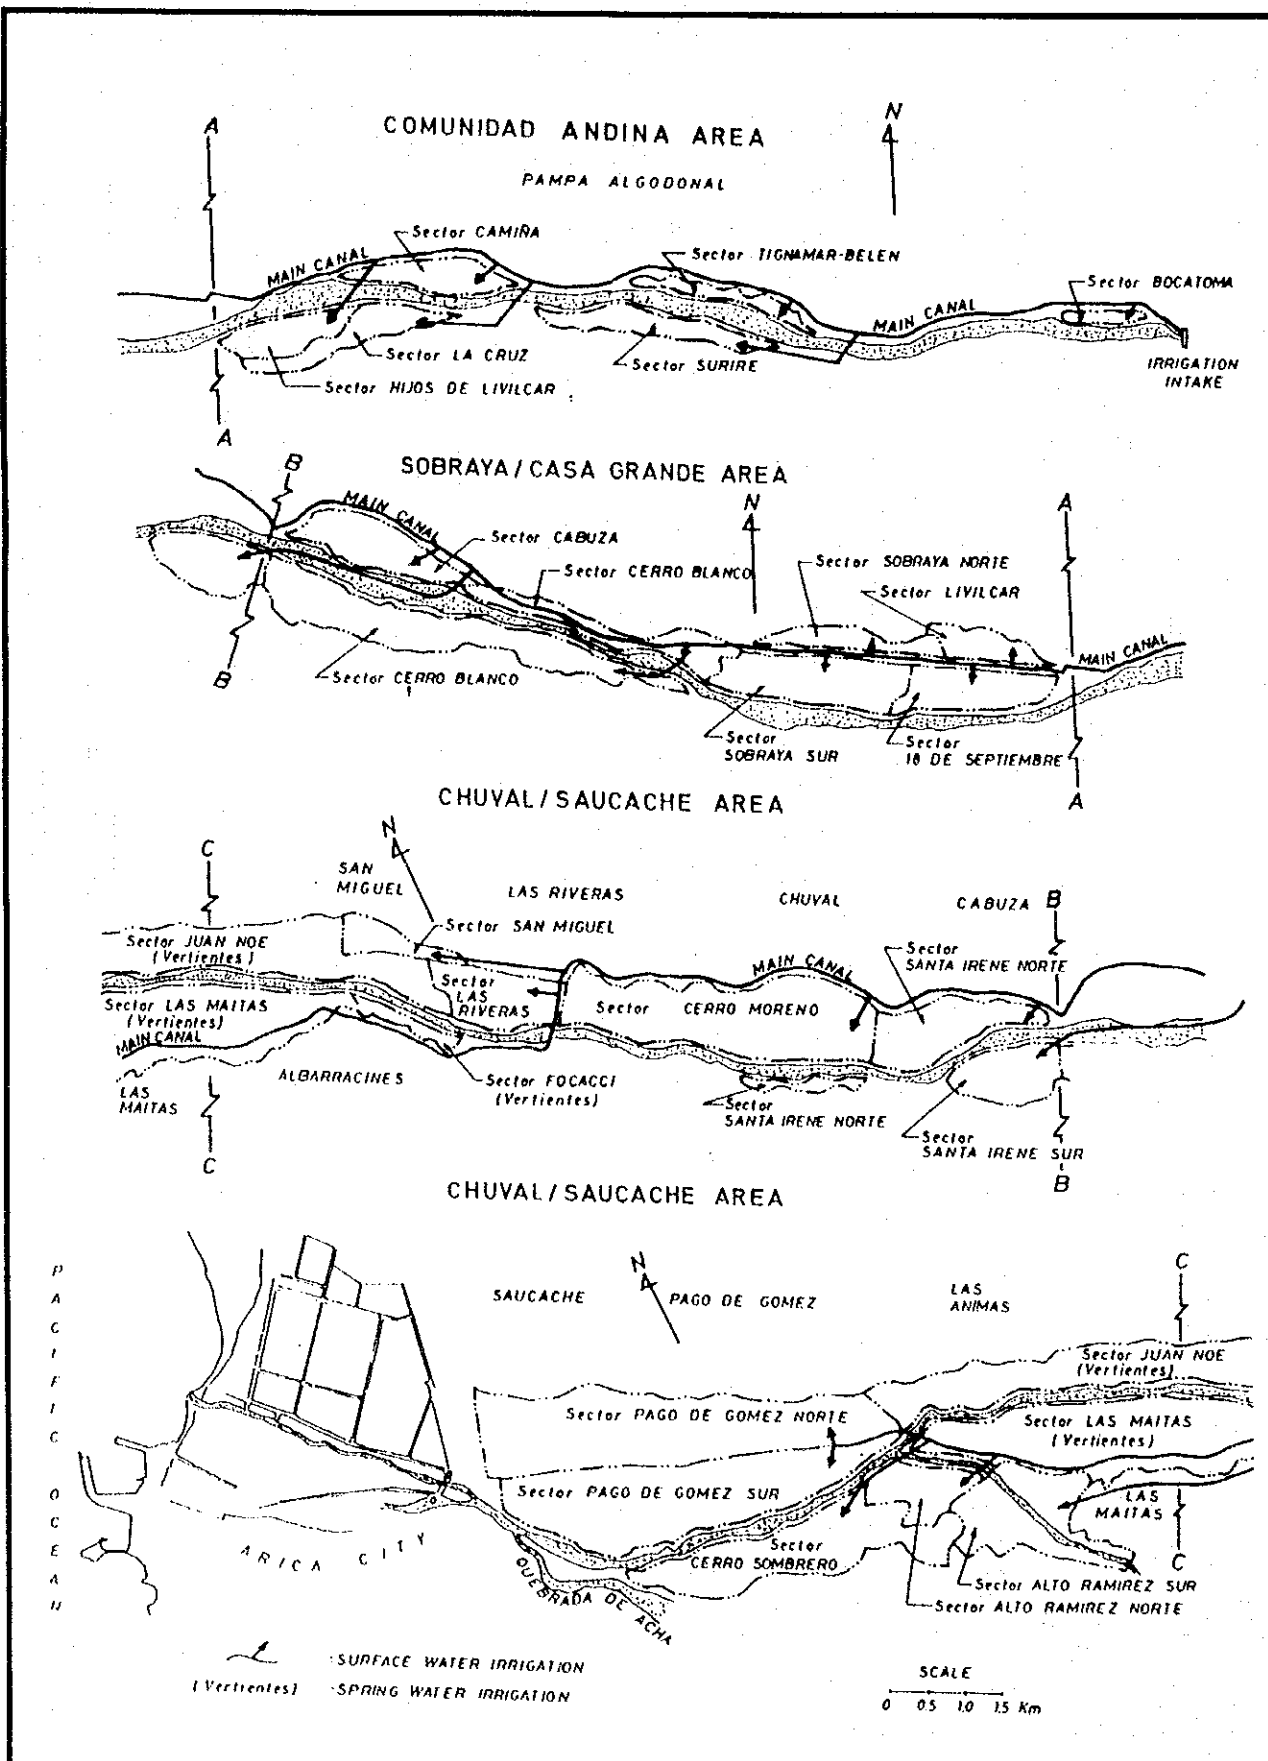 COMUNIDAD ANDINA AREA
PAMPA ALGODONAL
A
N
Sector CAMIÑA
Sector TIGNAMAR-BELEN
MAIN CANAL
Sector BOCATOMA
MAIN CANAL
Sector LA CRUZ
Sector SURIRE
Sector HIJOS DE LIVILCAR
IRRIGATION
INTAKE
A
SOBRAYA/CASA GRANDE AREA
B
MAIN CANAL
N
A
Sector CABUZA
Sector CERRO BLANCO
Sector SOBRAYA NORTE
Sector LIVILCAR
MAIN CANAL
Sector CERRO BLANCO
B
Sector
SOBRAYA SUR
Sector
18 DE SEPTIEMBRE
A
CHUVAL/SAUCACHE AREA
C
N
SAN
MIGUEL
LAS RIVERAS
CHUVAL
CABUZA
B
Sector SAN MIGUEL
Sector JUAN NOE
(Vertientes)
Sector
LAS
RIVERAS
MAIN CANAL
Sector
SANTA IRENE NORTE
Sector CERRO MORENO
Sector LAS MAITAS
(Vertientes)
MAIN CANAL
LAS
MAITAS
ALBARRACINES
Sector FOCACCI
(Vertientes)
Sector
SANTA IRENE NORTE
Sector
SANTA IRENE SUR
C
B
CHUVAL/SAUCACHE AREA
PACIFIC OCEAN
N
SAUCACHE
PAGO DE GOMEZ
LAS
ANIMAS
C
Sector JUAN NOE
(Vertientes)
Sector PAGO DE GOMEZ NORTE
Sector LAS MAITAS
(Vertientes)
Sector PAGO DE GOMEZ SUR
LAS
MAITAS
ARICA CITY
Sector
CERRO SOMBRERO
C
QUEBRADA DE ACHA
Sector ALTO RAMIREZ SUR
Sector ALTO RAMIREZ NORTE
:SURFACE WATER IRRIGATION
(Vertientes) :SPRING WATER IRRIGATION
SCALE
0 0.5 1.0 1.5 Km